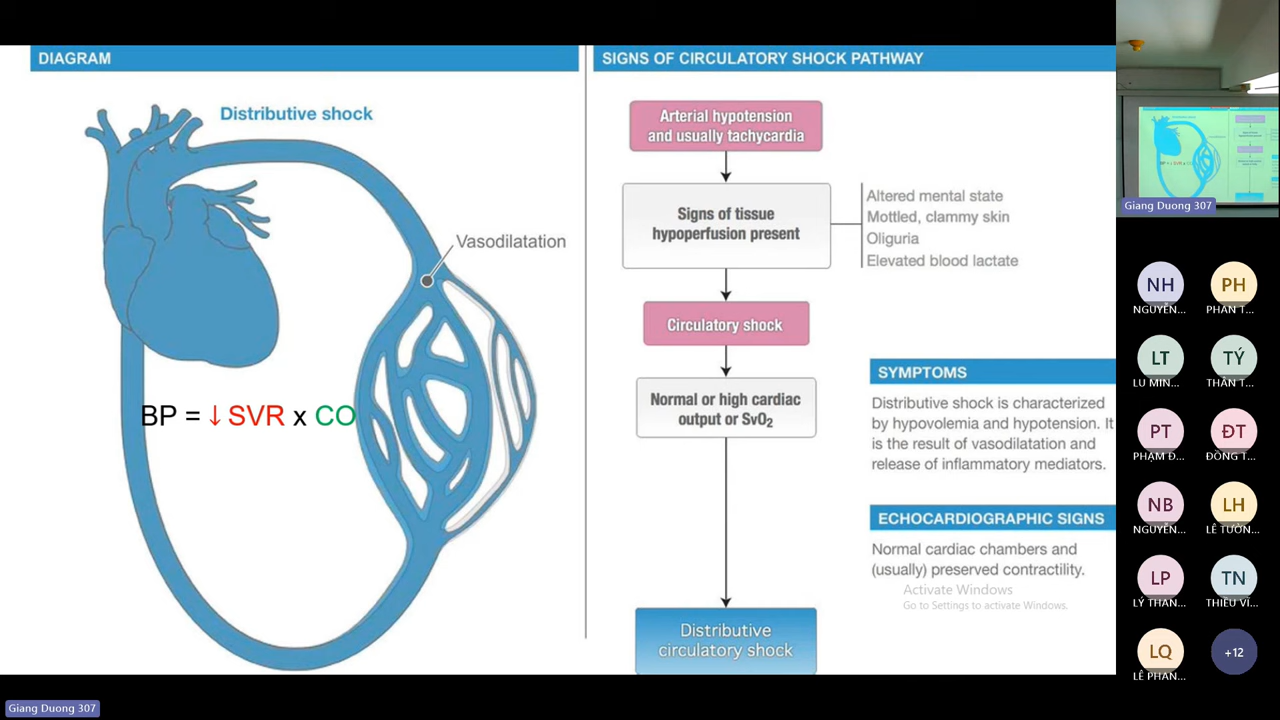 DIAGRAM
Distributive shock
Vasodilatation
BP = ↓ SVR x CO
SIGNS OF CIRCULATORY SHOCK PATHWAY
Arterial hypotension
and usually tachycardia
Signs of tissue
hypoperfusion present
Altered mental state
Mottled, clammy skin
Oliguria
Elevated blood lactate
Circulatory shock
Normal or high cardiac
output or SvO₂
SYMPTOMS
Distributive shock is characterized
by hypovolemia and hypotension. It
is the result of vasodilatation and
release of inflammatory mediators.
ECHOCARDIOGRAPHIC SIGNS
Normal cardiac chambers and
(usually) preserved contractility.
Activate Windows
Go to Settings to activate Windows.
Distributive
circulatory shock
Giang Duong 307
NH
NGUYỄN...
PH
PHAN T...
LT
LU MIN...
TÝ
THÂN T...
PT
PHẠM Đ...
ĐT
ĐỒNG T...
NB
NGUYỄN...
LH
LÊ TƯỜN...
LP
LÝ THAN...
TN
THIỀU VĨ...
LQ
LÊ PHAN...
+12
Giang Duong 307